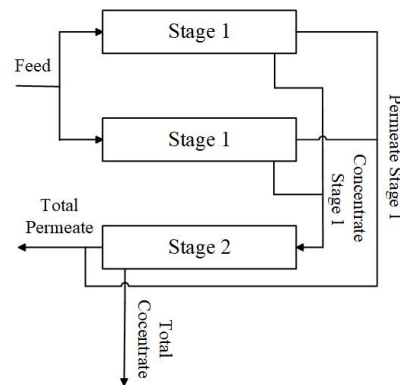 Stage 1
Feed
Stage 1
Permeate Stage 1
Concentrate
Stage 1
Total
Permeate
Stage 2
Total
Cocentrate